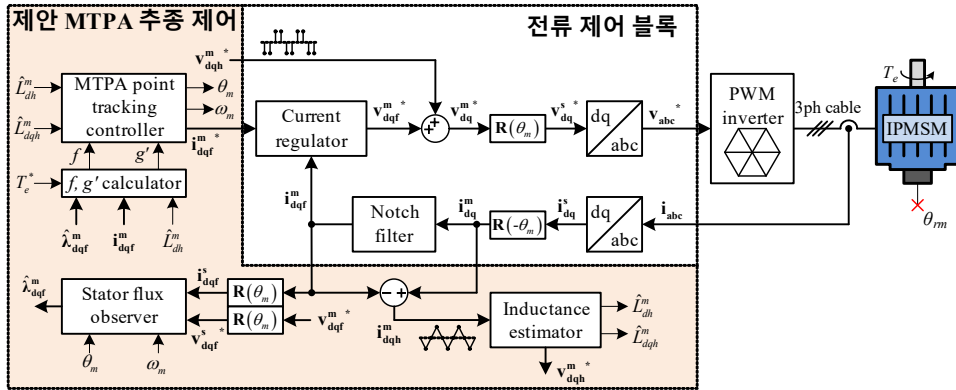 제안 MTPA 추종 제어
전류 제어 블록
v_dqh^m *
L̂_dh^m
L̂_dqh^m
MTPA point
tracking
controller
θ_m
ω_m
i_dqf^m *
f
g′
T_e^*
f, g′ calculator
λ̂_dqf^m
i_dqf^m
L̂_dh^m
Current
regulator
v_dqf^m *
++
v_dq^m *
R(θ_m)
v_dq^s *
dq
abc
v_abc *
PWM
inverter
3ph cable
T_e
IPMSM
θ_rm
i_dqf^m
Notch
filter
i_dq^m
R(-θ_m)
i_dq^s
dq
abc
i_abc
λ̂_dqf^m
Stator flux
observer
i_dqf^s
v_dqf^s *
R(θ_m)
R(θ_m)
v_dqf^m *
θ_m
ω_m
- +
i_dqh^m
Inductance
estimator
L̂_dh^m
L̂_dqh^m
v_dqh^m *